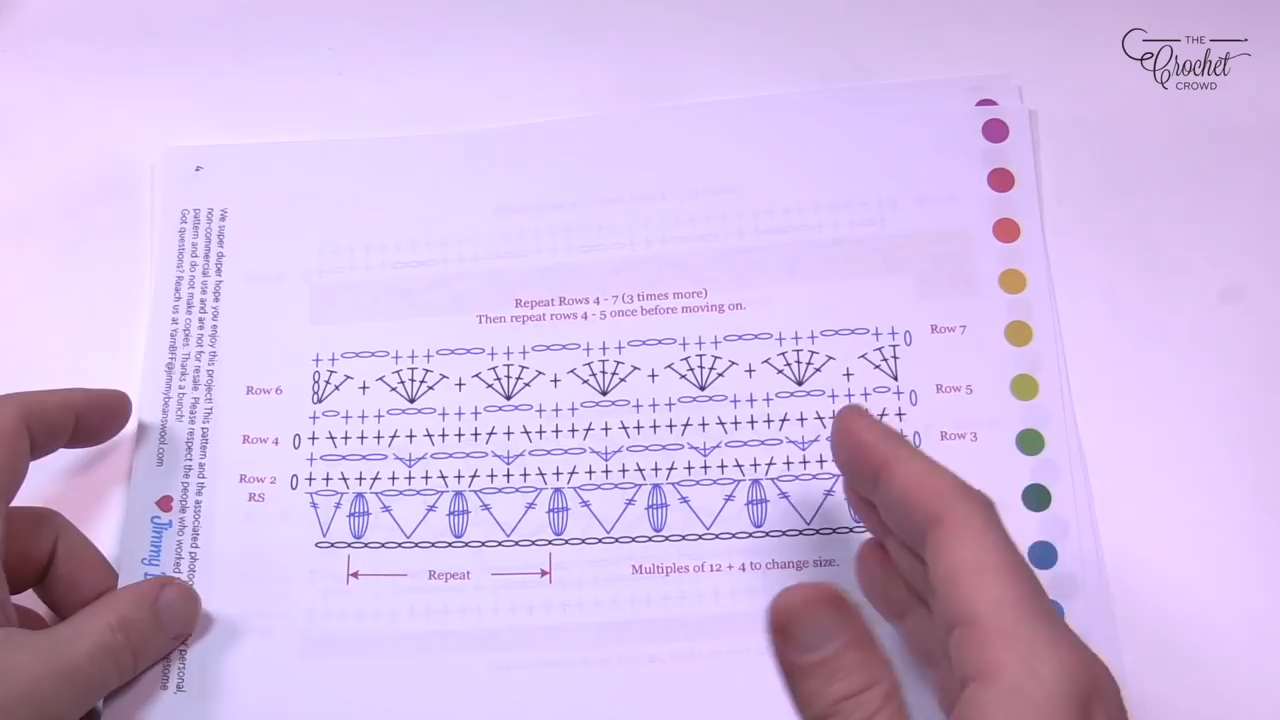 THE
Crochet
CROWD
4
We super duper hope you enjoy this project! This pattern and the associated photo
non-commercial use and are not for resale. Please respect the people who worked
pattern and do not make copies. Thanks a bunch!
Got questions? Reach us at YarnBFF@jimmybeanswool.com
personal,
Jimmy
Repeat Rows 4 - 7 (3 times more)
Then repeat rows 4 - 5 once before moving on.
Row 7
Row 6
Row 5
Row 4
Row 3
Row 2
RS
Repeat
Multiples of 12 + 4 to change size.